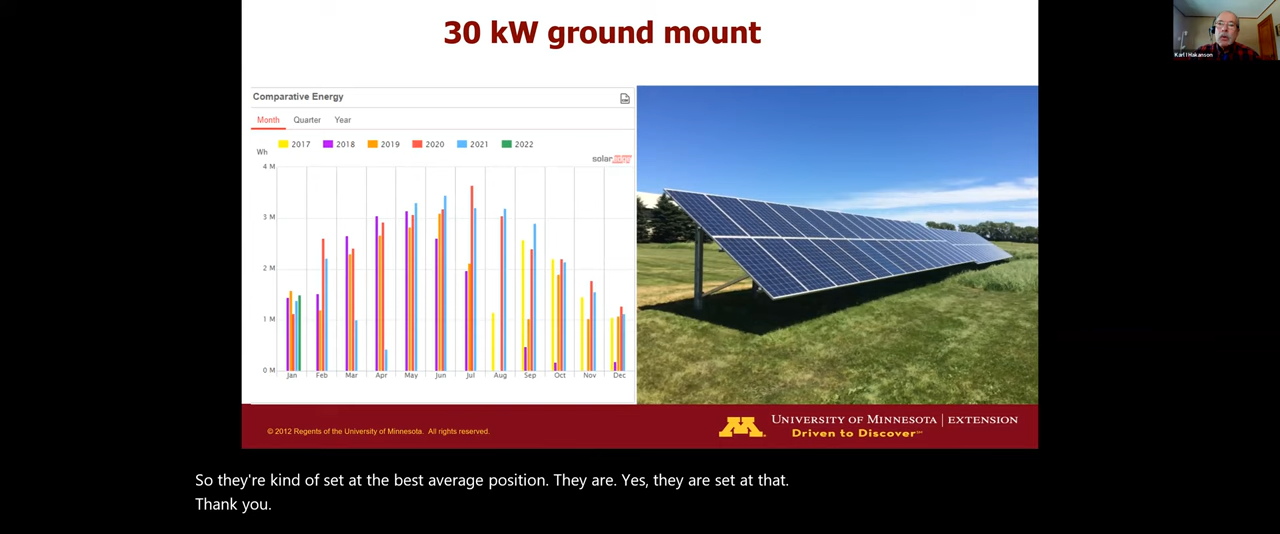 30 kW ground mount
Karl Hakanson
Comparative Energy
Month Quarter Year
2017 2018 2019 2020 2021 2022
Wh
solar
4 M
3 M
2 M
1 M
0 M
Jan Feb Mar Apr May Jun Jul Aug Sep Oct Nov Dec
© 2012 Regents of the University of Minnesota. All rights reserved.
UNIVERSITY OF MINNESOTA | EXTENSION
Driven to Discover℠
So they're kind of set at the best average position. They are. Yes, they are set at that.
Thank you.